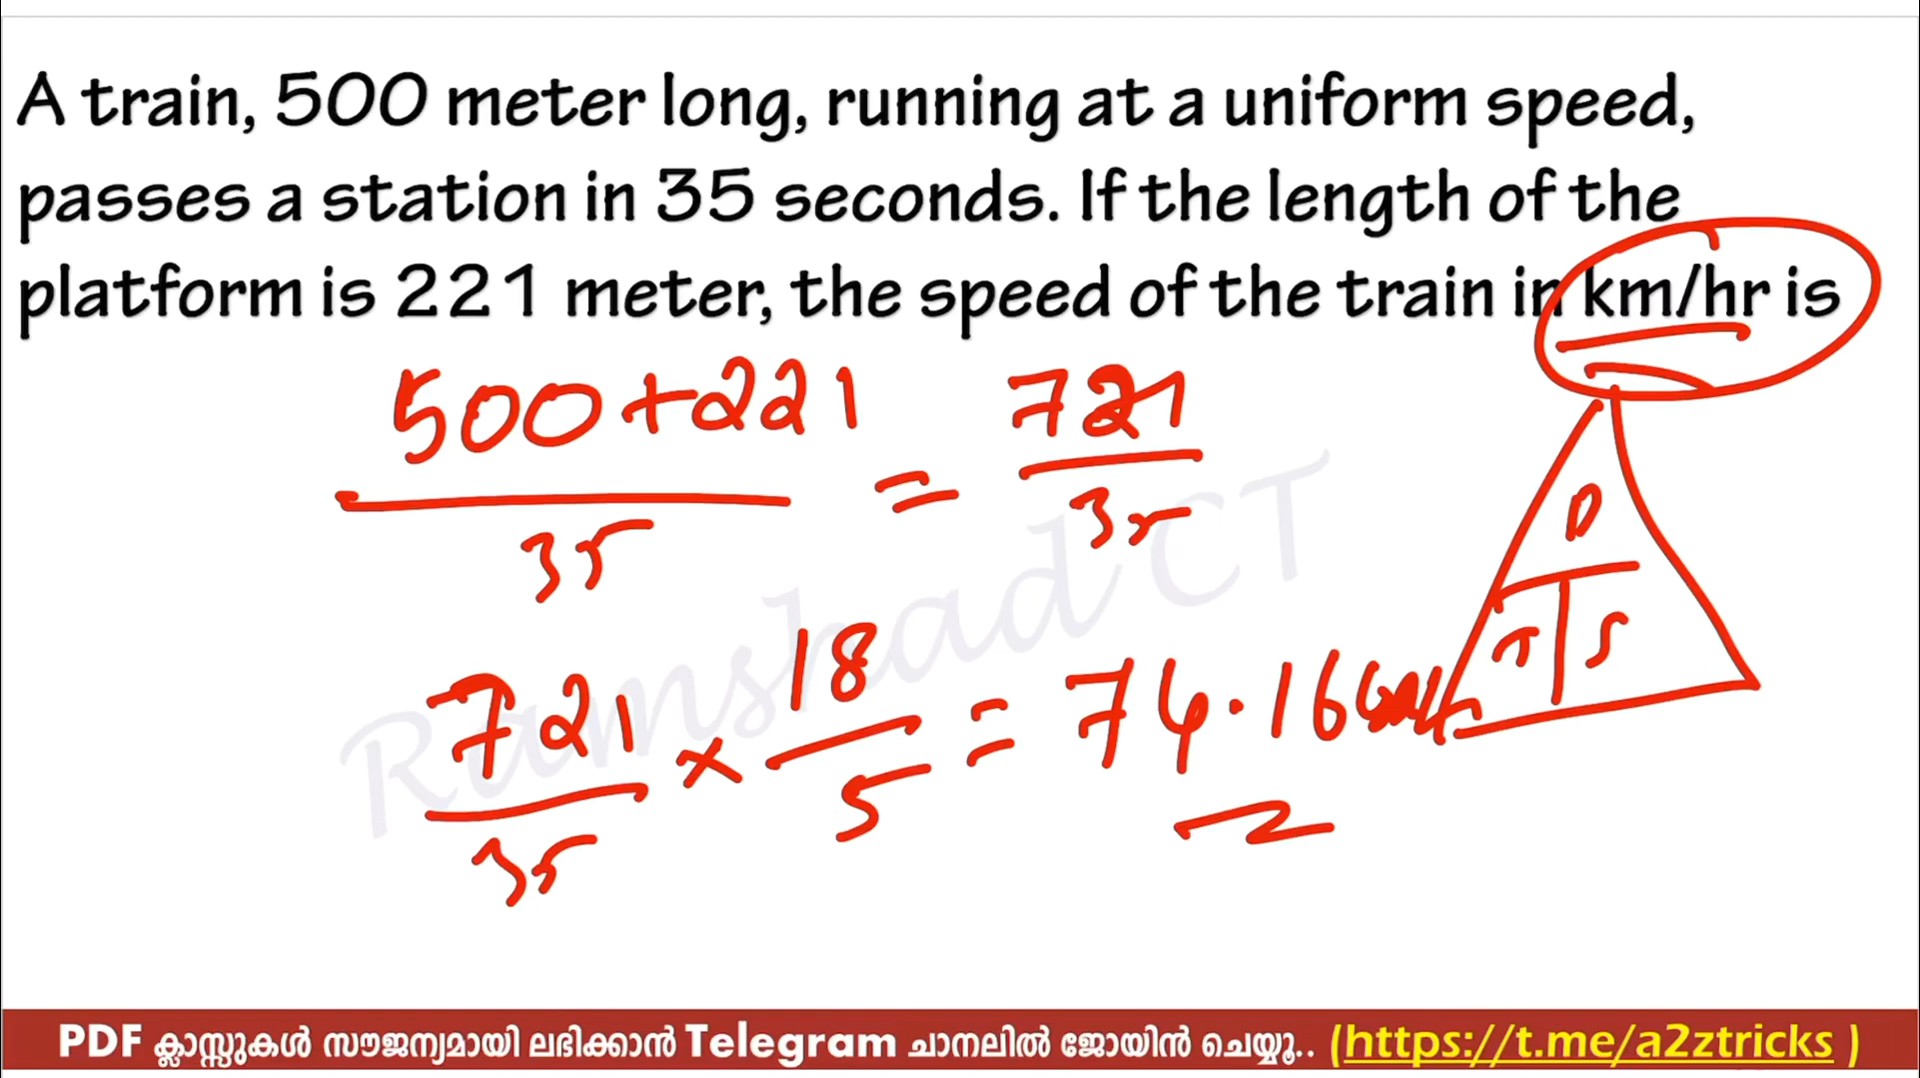 A train, 500 meter long, running at a uniform speed,
passes a station in 35 seconds. If the length of the
platform is 221 meter, the speed of the train in km/hr is
500+221 = 721
35 35
D
T S
721 × 18 = 74.16
35 5
Ramshad CT
PDF ക്ലാസ്സുകൾ സൗജന്യമായി ലഭിക്കാൻ Telegram ചാനലിൽ ജോയിൻ ചെയ്യൂ.. (https://t.me/a2ztricks )